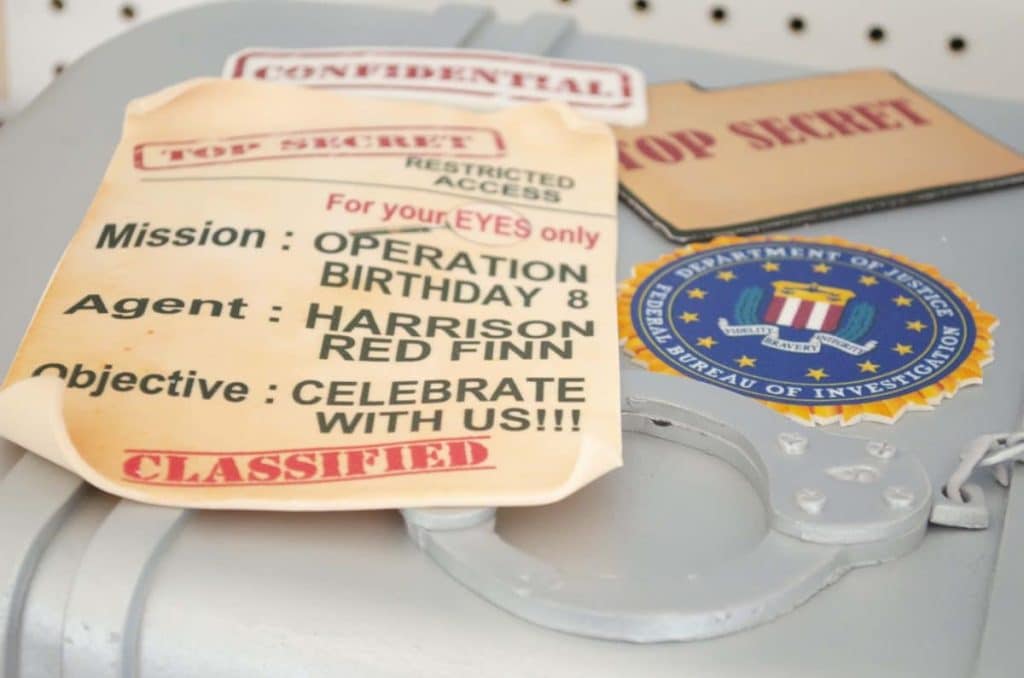 CONFIDENTIAL
TOP SECRET
TOP SECRET
RESTRICTED
ACCESS
For your EYES only
Mission : OPERATION
BIRTHDAY 8
Agent : HARRISON
RED FINN
Objective : CELEBRATE
WITH US!!!
CLASSIFIED
DEPARTMENT OF JUSTICE
FIDELITY BRAVERY INTEGRITY
FEDERAL BUREAU OF INVESTIGATION